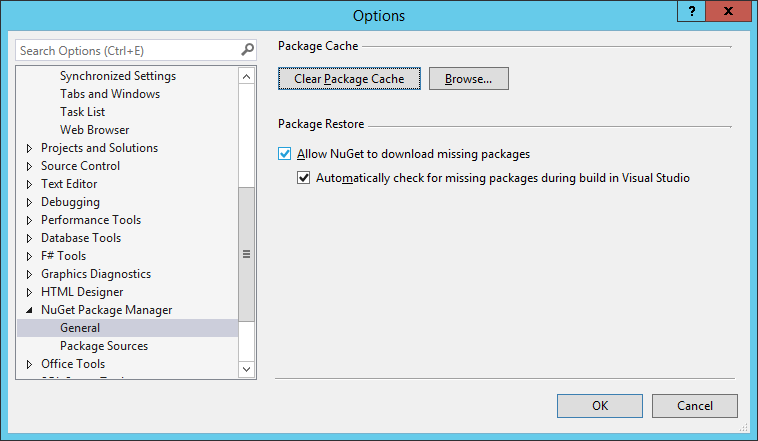 Options
?
x
Search Options (Ctrl+E)
Synchronized Settings
Tabs and Windows
Task List
Web Browser
Projects and Solutions
Source Control
Text Editor
Debugging
Performance Tools
Database Tools
F# Tools
Graphics Diagnostics
HTML Designer
NuGet Package Manager
General
Package Sources
Office Tools
Package Cache
Clear Package Cache
Browse...
Package Restore
Allow NuGet to download missing packages
Automatically check for missing packages during build in Visual Studio
OK
Cancel